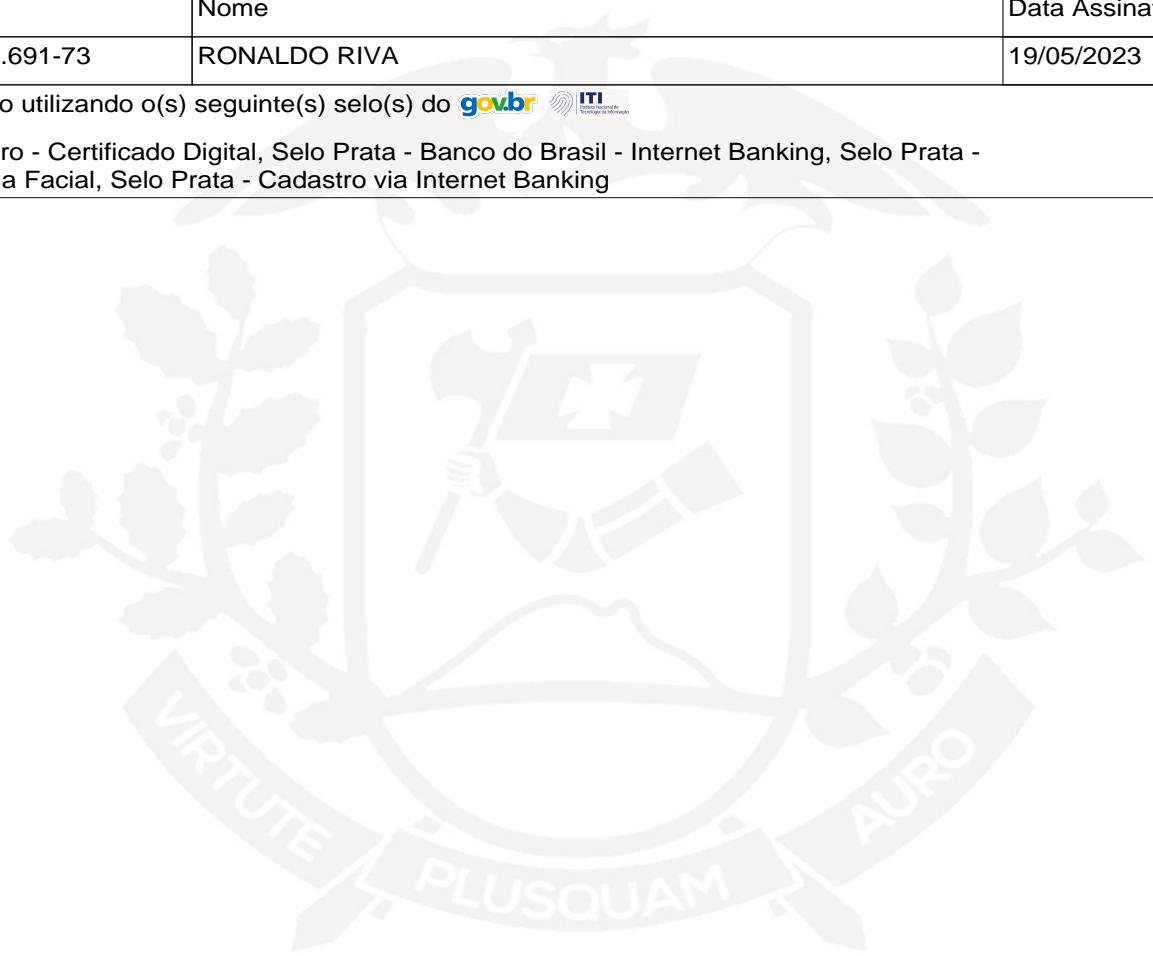 Nome Data Assina
.691-73 RONALDO RIVA 19/05/2023
o utilizando o(s) seguinte(s) selo(s) do gov.br ITI
ro - Certificado Digital, Selo Prata - Banco do Brasil - Internet Banking, Selo Prata -
a Facial, Selo Prata - Cadastro via Internet Banking
VIRTUTE PLUSQUAM AURO